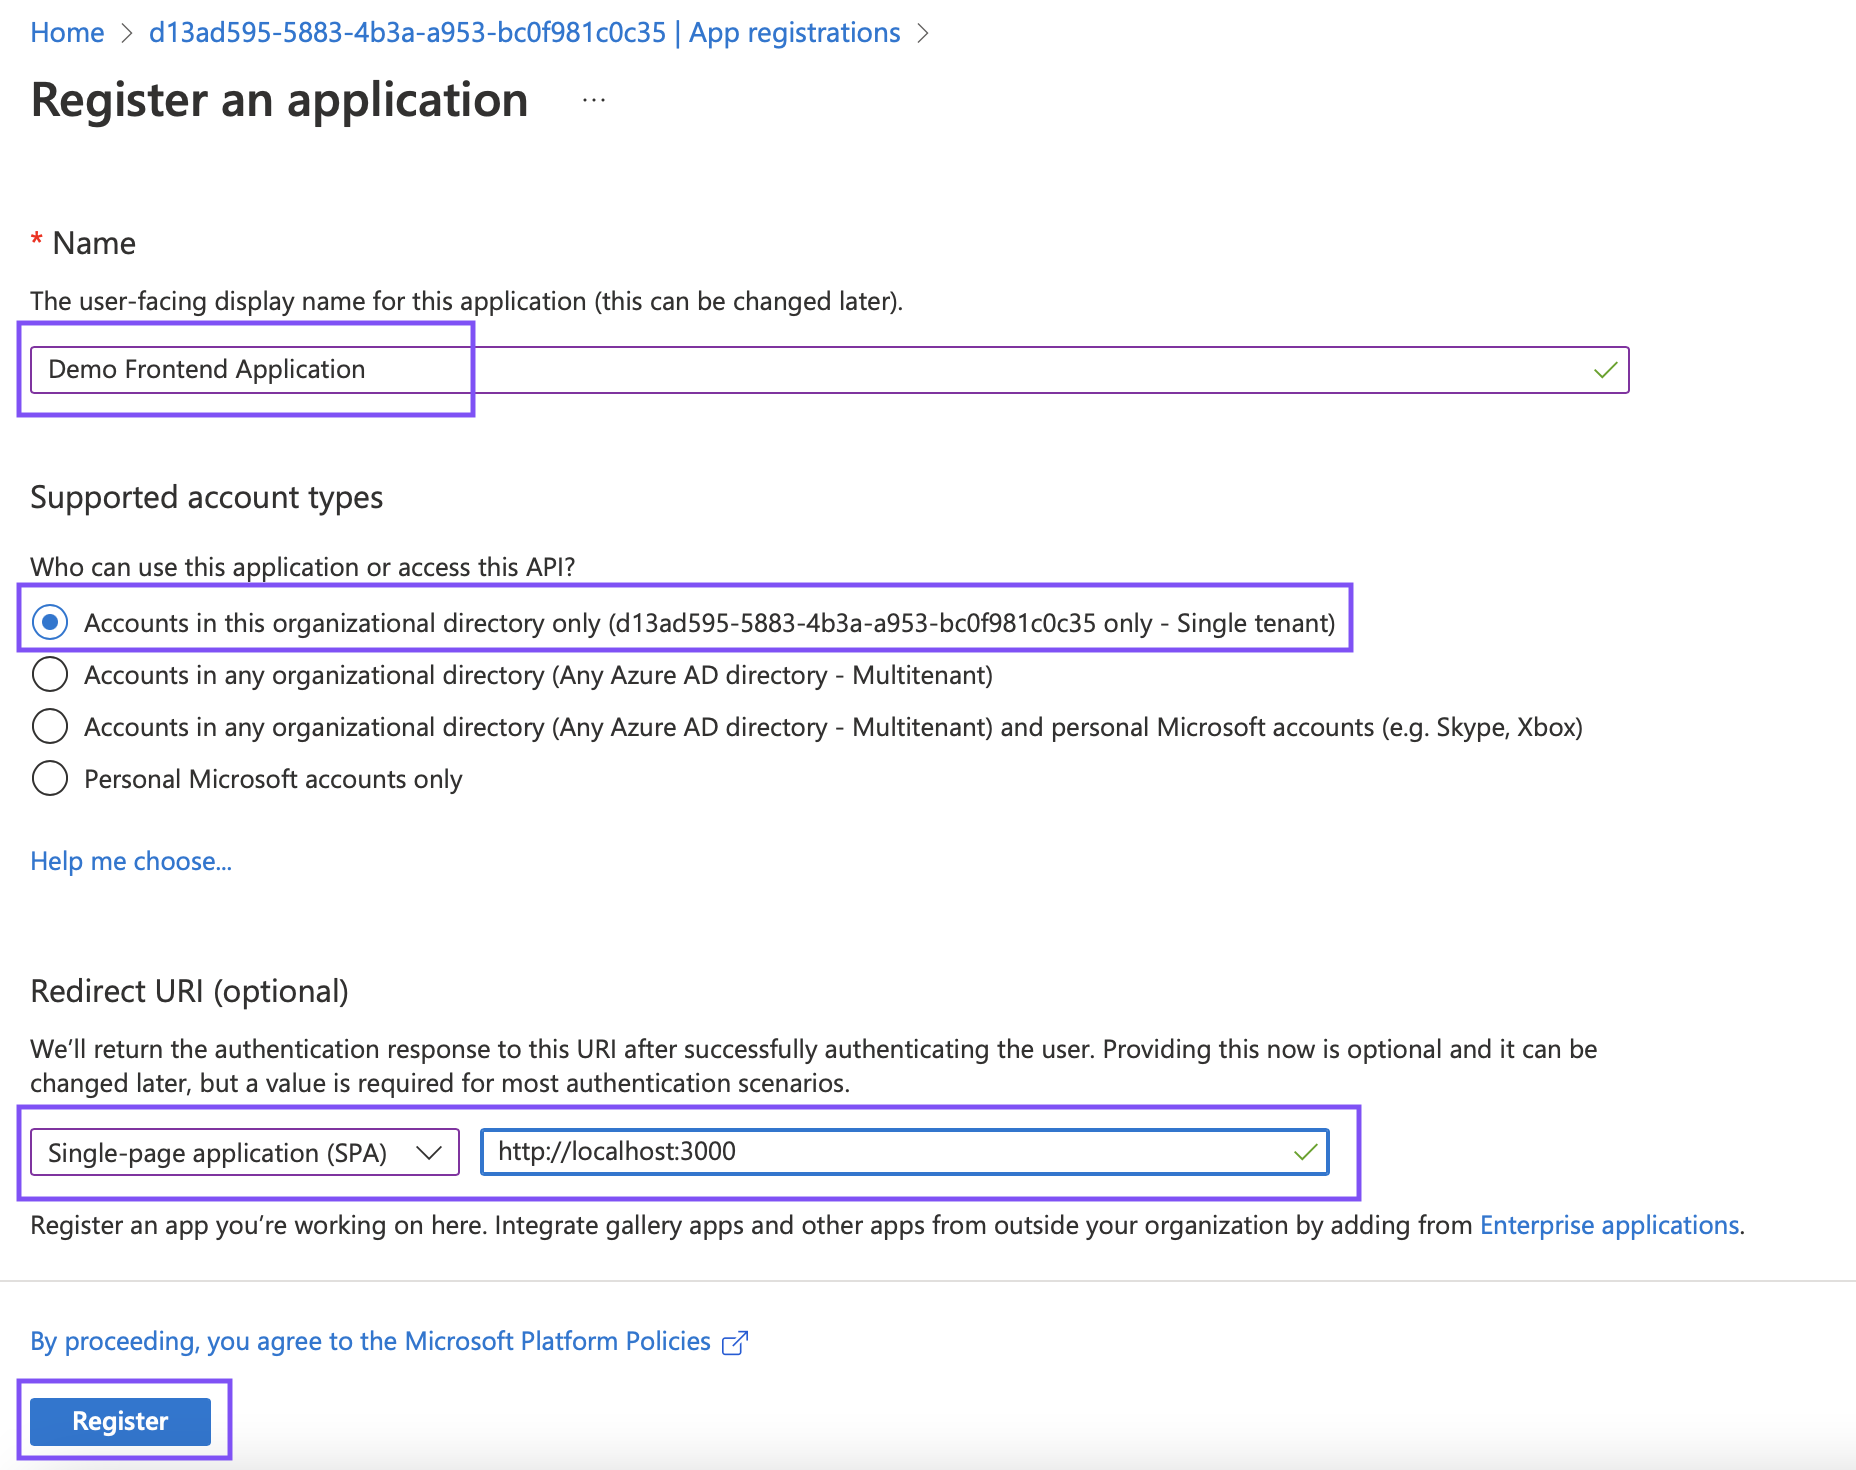 Home > d13ad595-5883-4b3a-a953-bc0f981c0c35 | App registrations >
Register an application ...
* Name
The user-facing display name for this application (this can be changed later).
Demo Frontend Application
Supported account types
Who can use this application or access this API?
Accounts in this organizational directory only (d13ad595-5883-4b3a-a953-bc0f981c0c35 only - Single tenant)
Accounts in any organizational directory (Any Azure AD directory - Multitenant)
Accounts in any organizational directory (Any Azure AD directory - Multitenant) and personal Microsoft accounts (e.g. Skype, Xbox)
Personal Microsoft accounts only
Help me choose...
Redirect URI (optional)
We’ll return the authentication response to this URI after successfully authenticating the user. Providing this now is optional and it can be
changed later, but a value is required for most authentication scenarios.
Single-page application (SPA) http://localhost:3000
Register an app you’re working on here. Integrate gallery apps and other apps from outside your organization by adding from Enterprise applications.
By proceeding, you agree to the Microsoft Platform Policies
Register